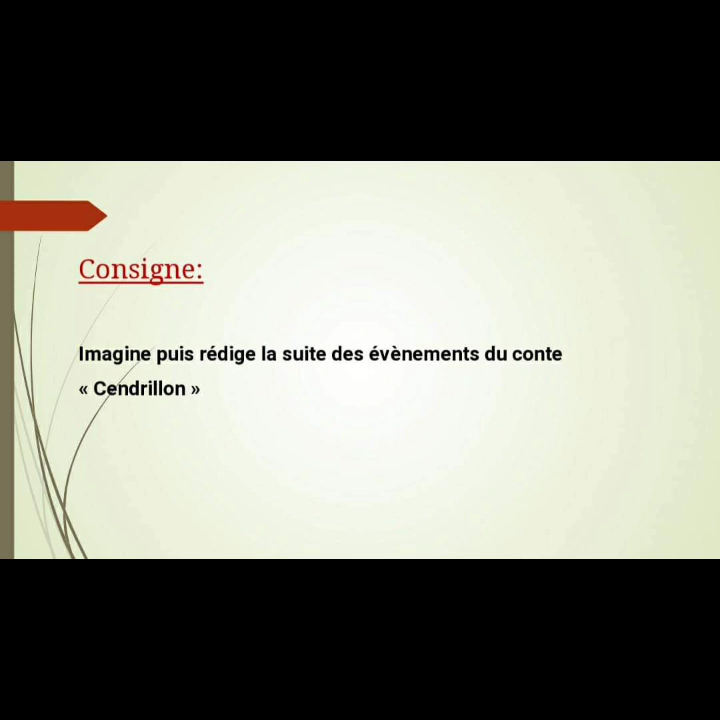 Consigne:
Imagine puis rédige la suite des évènements du conte
« Cendrillon »